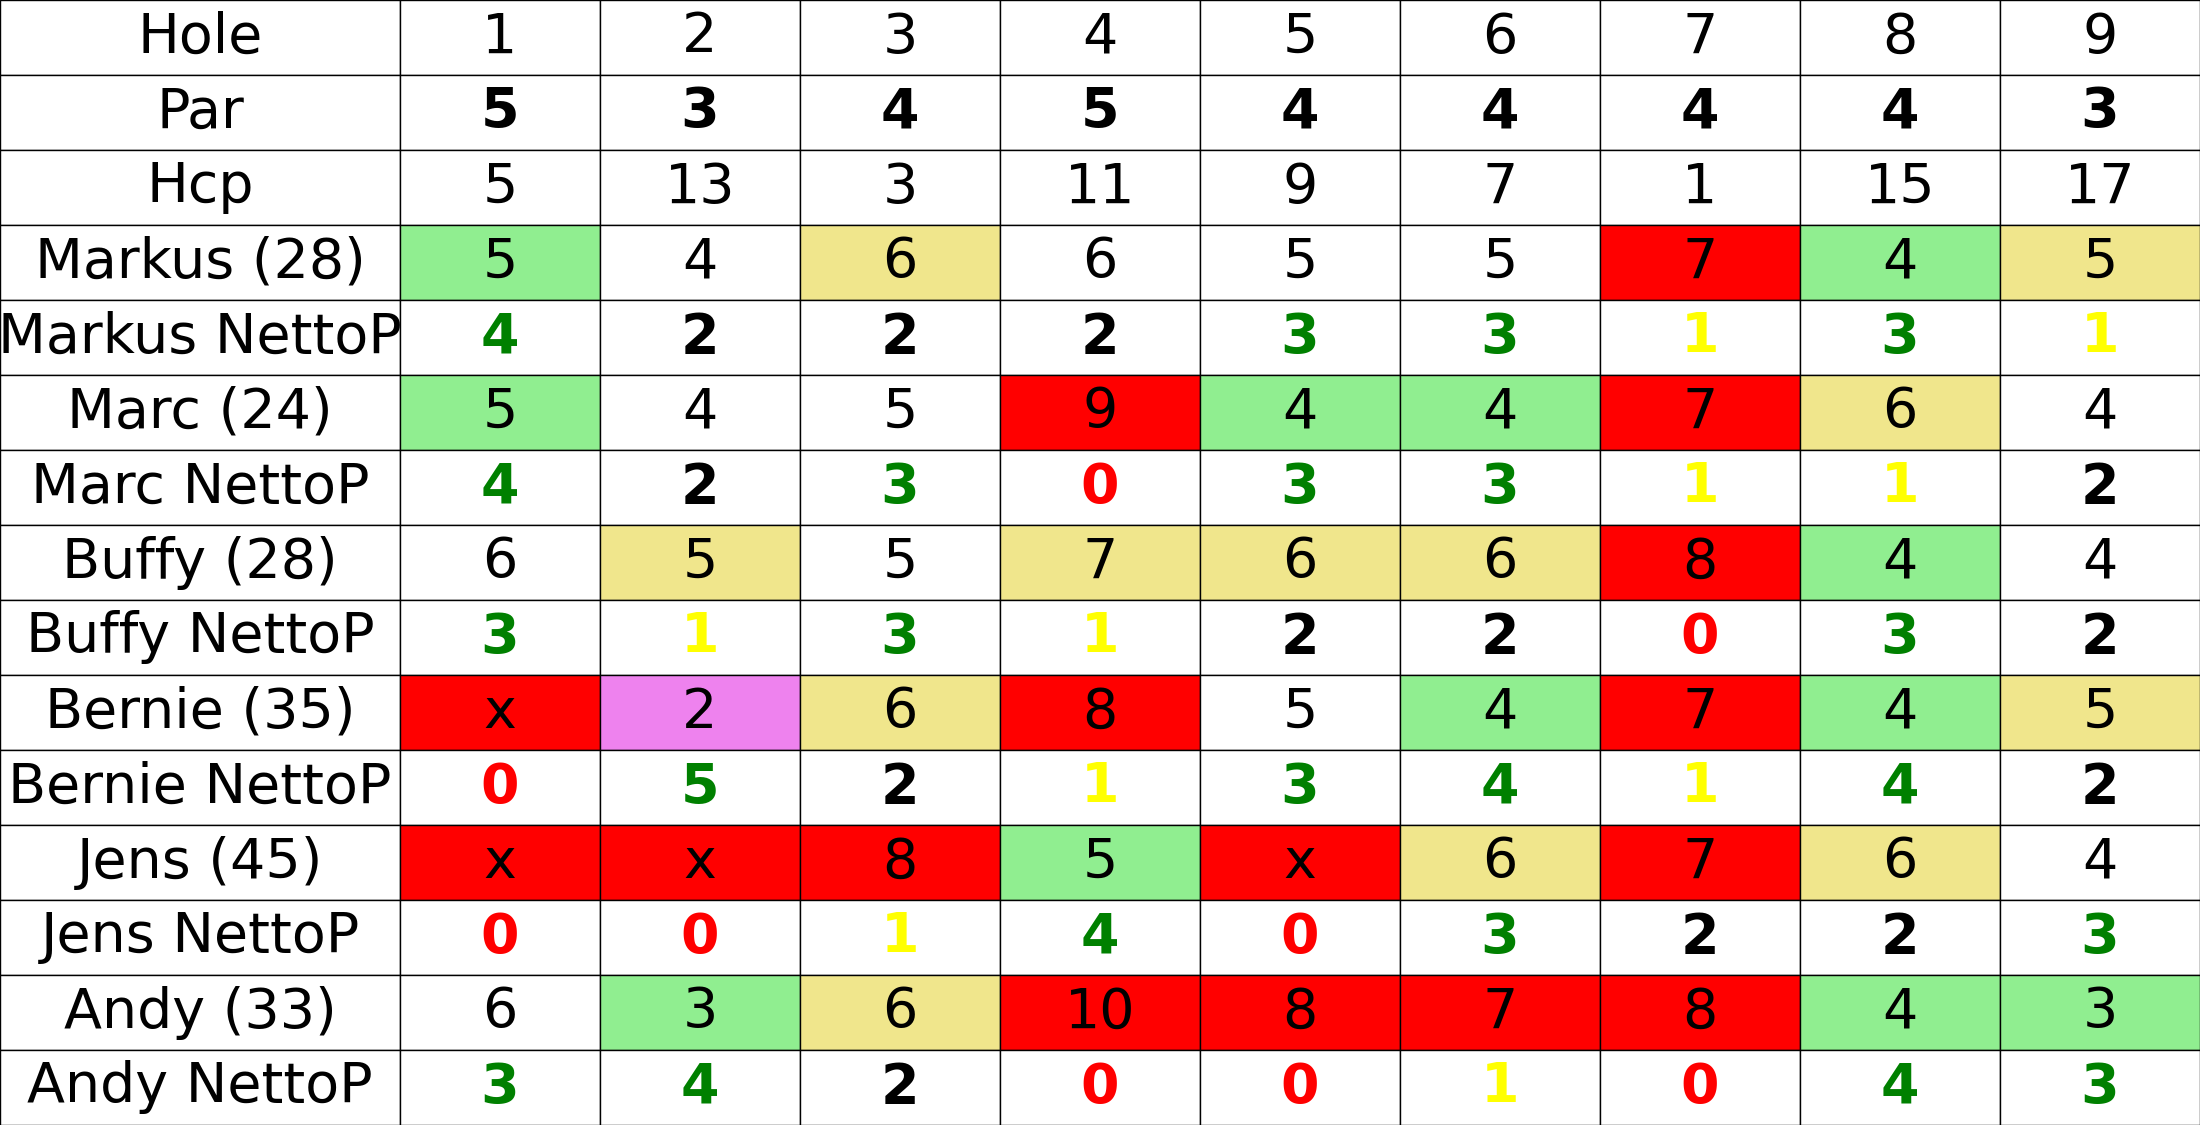 Hole 1 2 3 4 5 6 7 8 9
Par 5 3 4 5 4 4 4 4 3
Hcp 5 13 3 11 9 7 1 15 17
Markus (28) 5 4 6 6 5 5 7 4 5
Markus NettoP 4 2 2 2 3 3 1 3 1
Marc (24) 5 4 5 9 4 4 7 6 4
Marc NettoP 4 2 3 0 3 3 1 1 2
Buffy (28) 6 5 5 7 6 6 8 4 4
Buffy NettoP 3 1 3 1 2 2 0 3 2
Bernie (35) x 2 6 8 5 4 7 4 5
Bernie NettoP 0 5 2 1 3 4 1 4 2
Jens (45) x x 8 5 x 6 7 6 4
Jens NettoP 0 0 1 4 0 3 2 2 3
Andy (33) 6 3 6 10 8 7 8 4 3
Andy NettoP 3 4 2 0 0 1 0 4 3